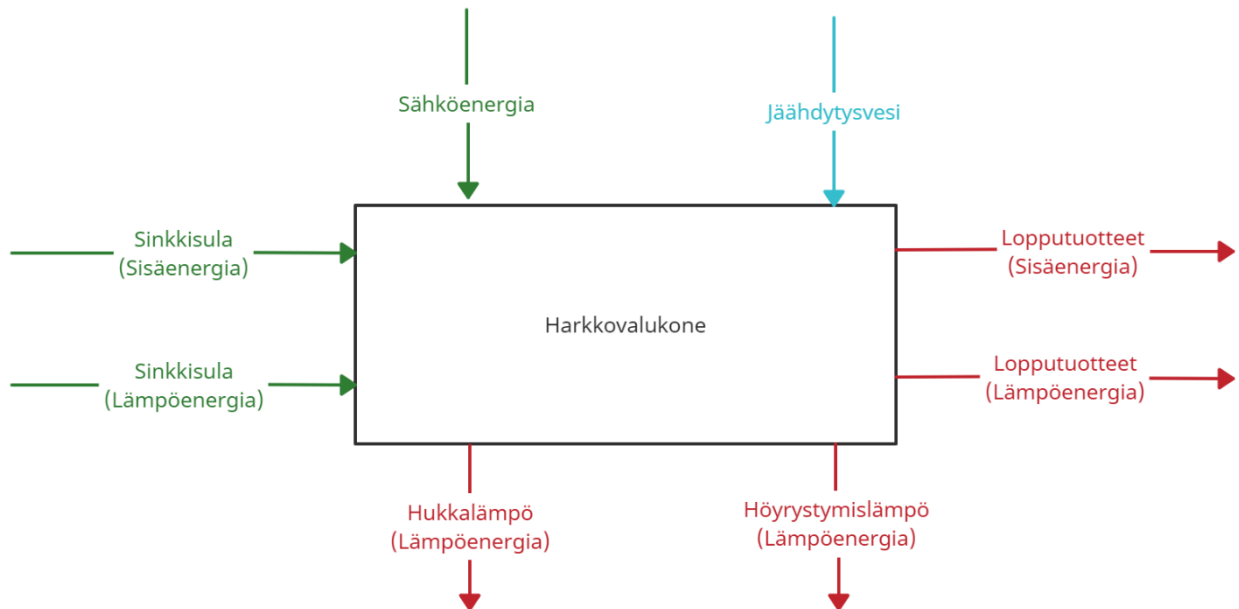 Sähköenergia
Jäähdytysvesi
Sinkkisula
(Sisäenergia)
Lopputuotteet
(Sisäenergia)
Harkkovalukone
Sinkkisula
(Lämpöenergia)
Lopputuotteet
(Lämpöenergia)
Hukkalämpö
(Lämpöenergia)
Höyrystymislämpö
(Lämpöenergia)